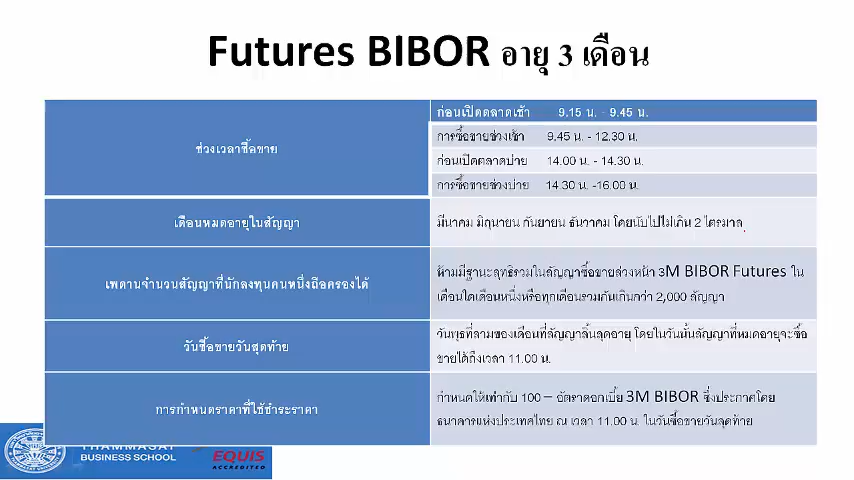 Futures BIBOR อายุ 3 เดือน
ช่วงเวลาซื้อขาย
ก่อนเปิดตลาดเช้า 9.15 น. - 9.45 น.
การซื้อขายช่วงเช้า 9.45 น. - 12.30 น.
ก่อนเปิดตลาดบ่าย 14.00 น. - 14.30 น.
การซื้อขายช่วงบ่าย 14.30 น. -16.00 น.
เดือนหมดอายุในสัญญา
มีนาคม มิถุนายน กันยายน ธันวาคม โดยนับไปไม่เกิน 2 ไตรมาส
เพดานจำนวนสัญญาที่นักลงทุนคนหนึ่งถือครองได้
ห้ามมีฐานะสุทธิรวมในสัญญาซื้อขายล่วงหน้า 3M BIBOR Futures ใน
เดือนใดเดือนหนึ่งหรือทุกเดือนรวมกันเกินกว่า 2,000 สัญญา
วันซื้อขายวันสุดท้าย
วันพุธที่สามของเดือนที่สัญญาสิ้นสุดอายุ โดยในวันนั้นสัญญาที่หมดอายุจะซื้อ
ขายได้ถึงเวลา 11.00 น.
การกำหนดราคาที่ใช้ชำระราคา
กำหนดให้เท่ากับ 100 – อัตราดอกเบี้ย 3M BIBOR ซึ่งประกาศโดย
ธนาคารแห่งประเทศไทย ณ เวลา 11.00 น. ในวันซื้อขายวันสุดท้าย
THAMMASAT
BUSINESS SCHOOL
EQUIS
ACCREDITED